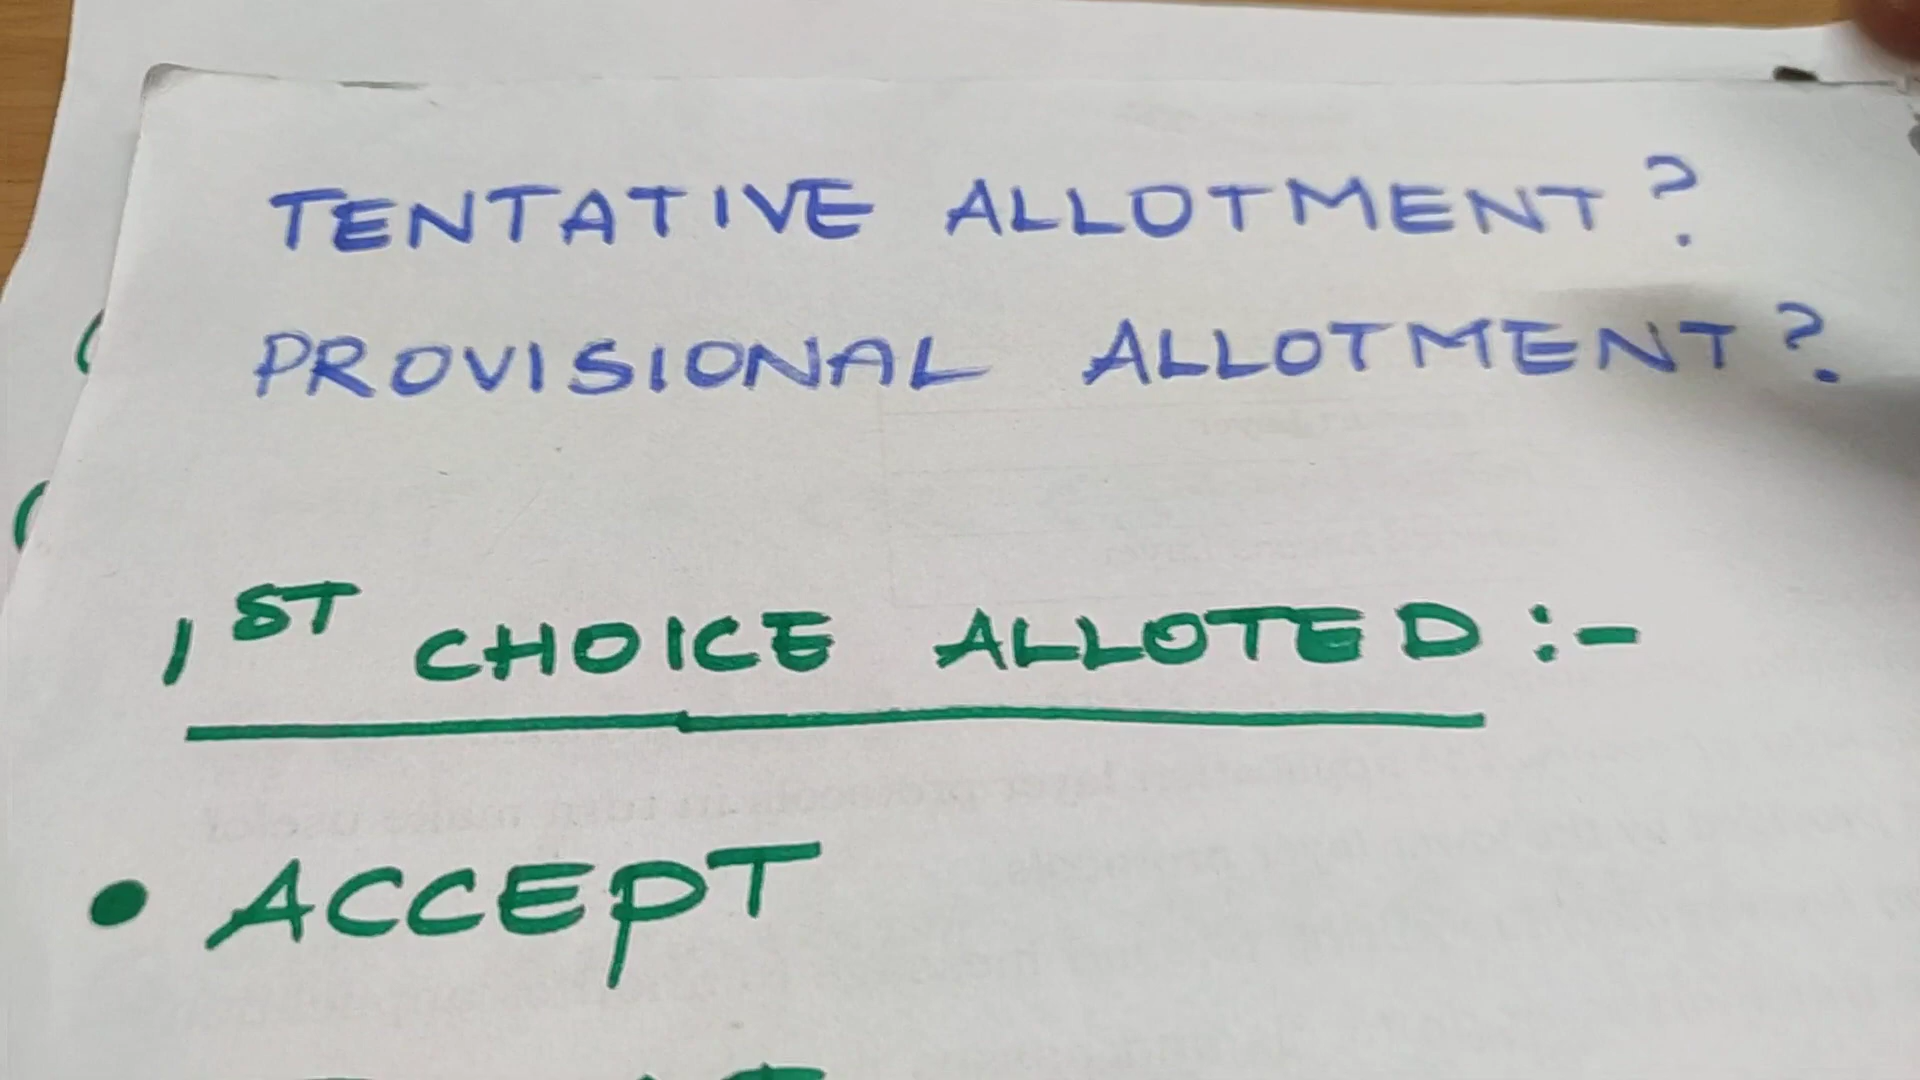 TENTATIVE ALLOTMENT?
PROVISIONAL ALLOTMENT?
1ST CHOICE ALLOTED :-
• ACCEPT